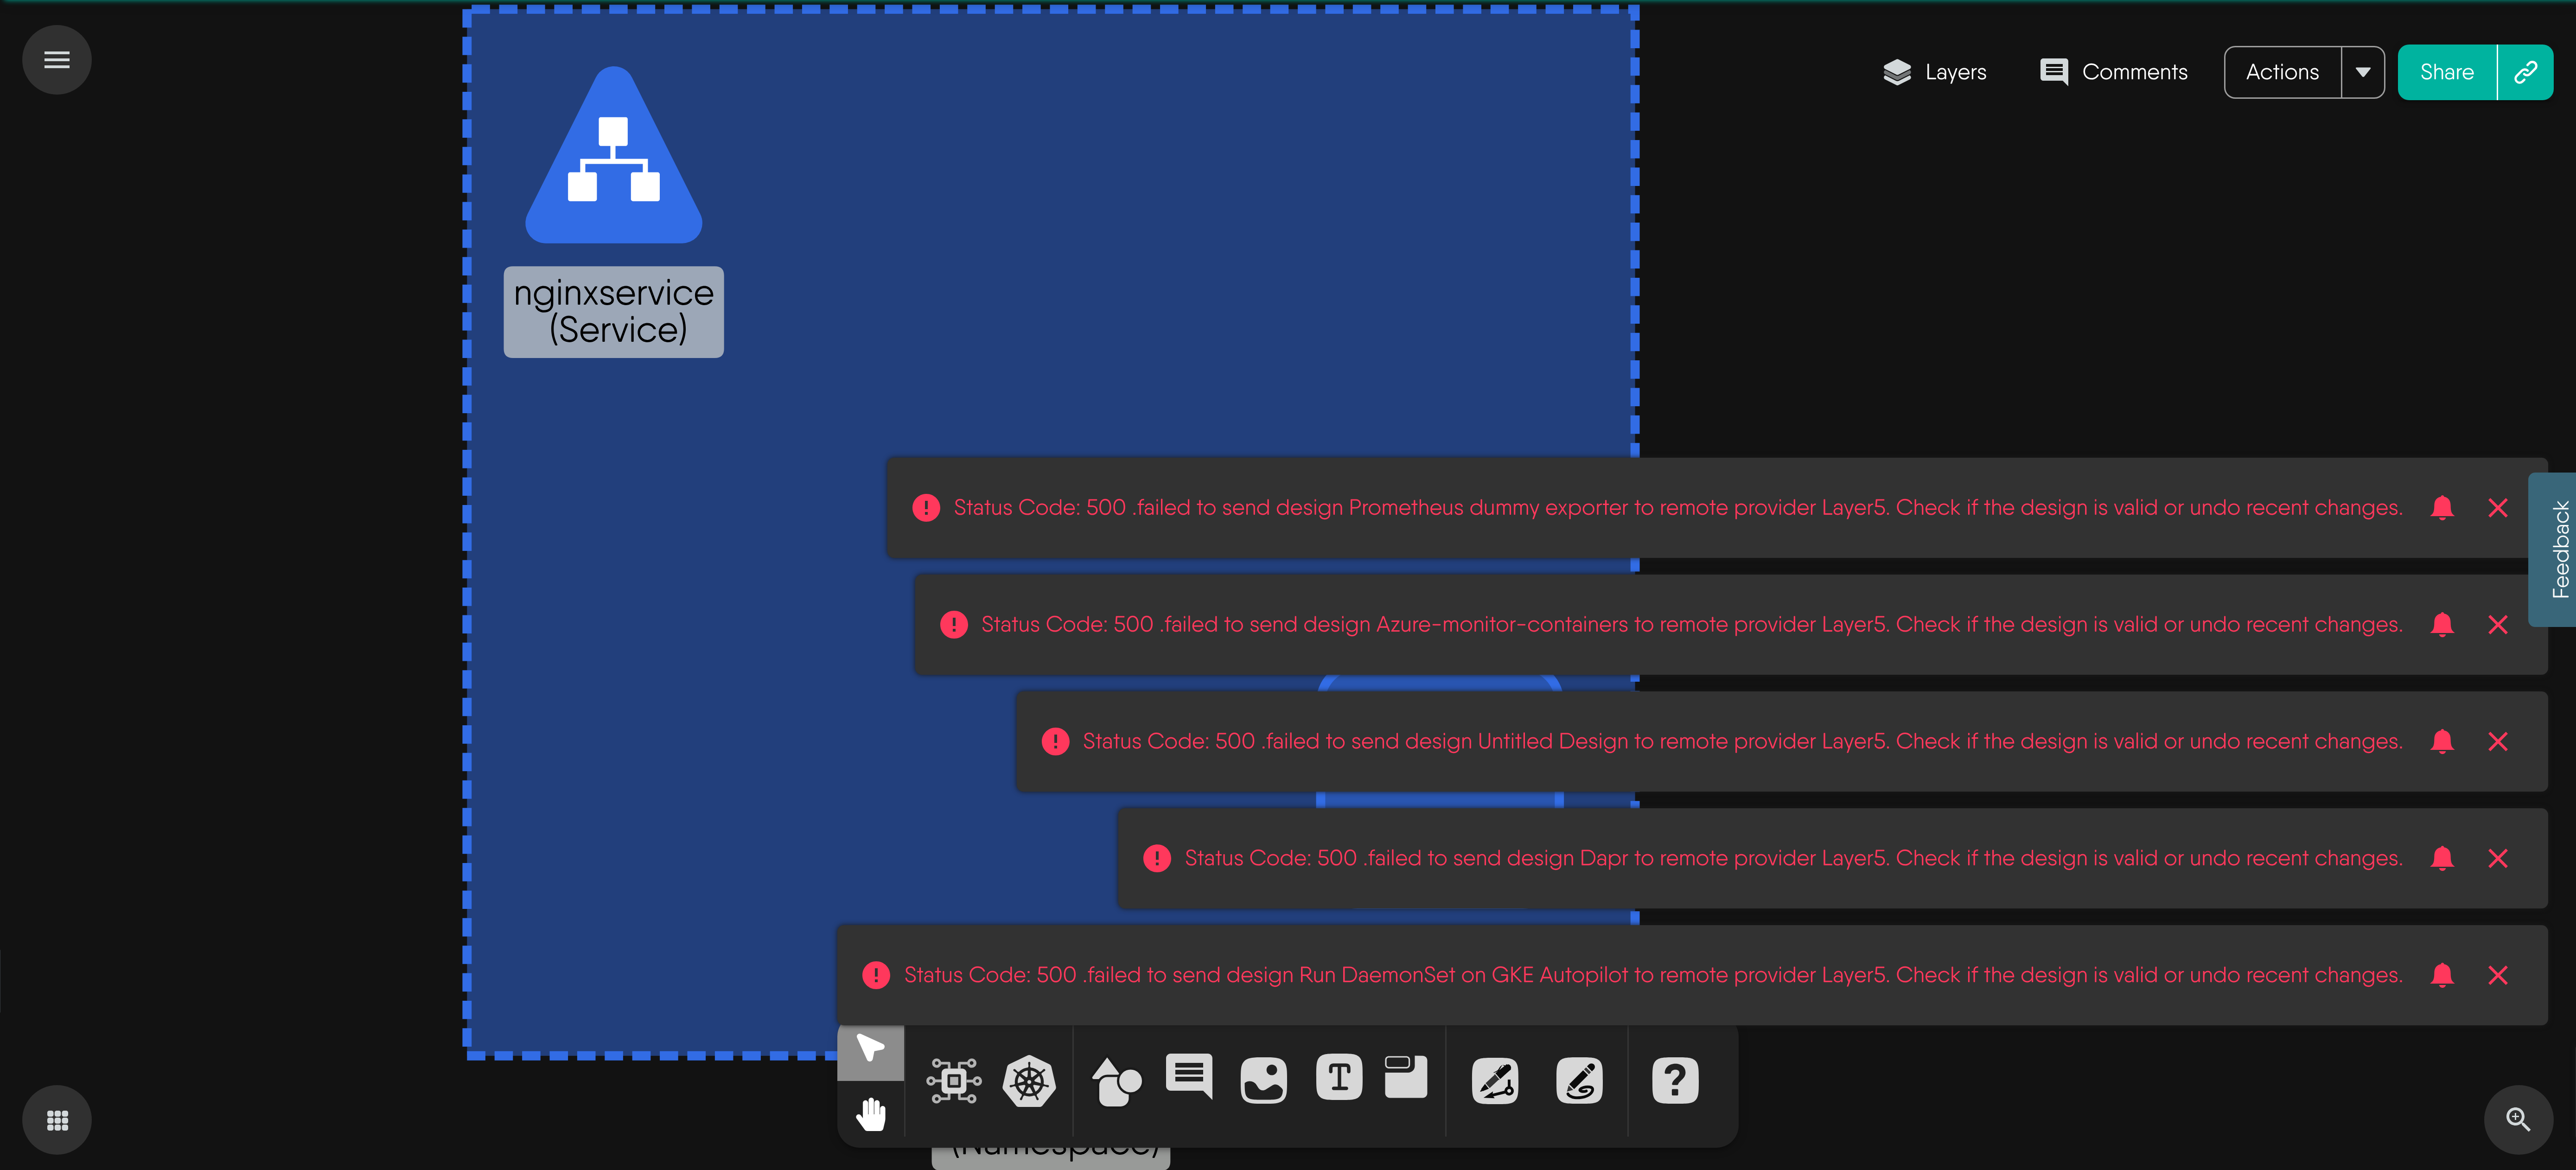 Layers
Comments
Actions
Share
nginxservice
(Service)
Status Code: 500 .failed to send design Prometheus dummy exporter to remote provider Layer5. Check if the design is valid or undo recent changes.
Feedback
Status Code: 500 .failed to send design Azure-monitor-containers to remote provider Layer5. Check if the design is valid or undo recent changes.
Status Code: 500 .failed to send design Untitled Design to remote provider Layer5. Check if the design is valid or undo recent changes.
Status Code: 500 .failed to send design Dapr to remote provider Layer5. Check if the design is valid or undo recent changes.
Status Code: 500 .failed to send design Run DaemonSet on GKE Autopilot to remote provider Layer5. Check if the design is valid or undo recent changes.
T
?
(Namespace)